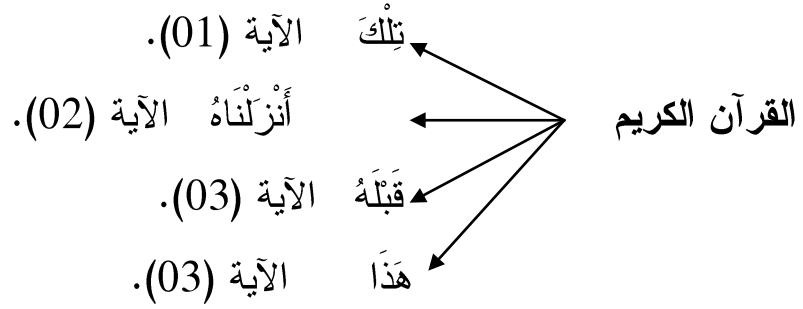 تِلْكَ الآية (01).
القرآن الكريم أَنْزَلْنَاهُ الآية (02).
قَبْلَهُ الآية (03).
هَذَا الآية (03).